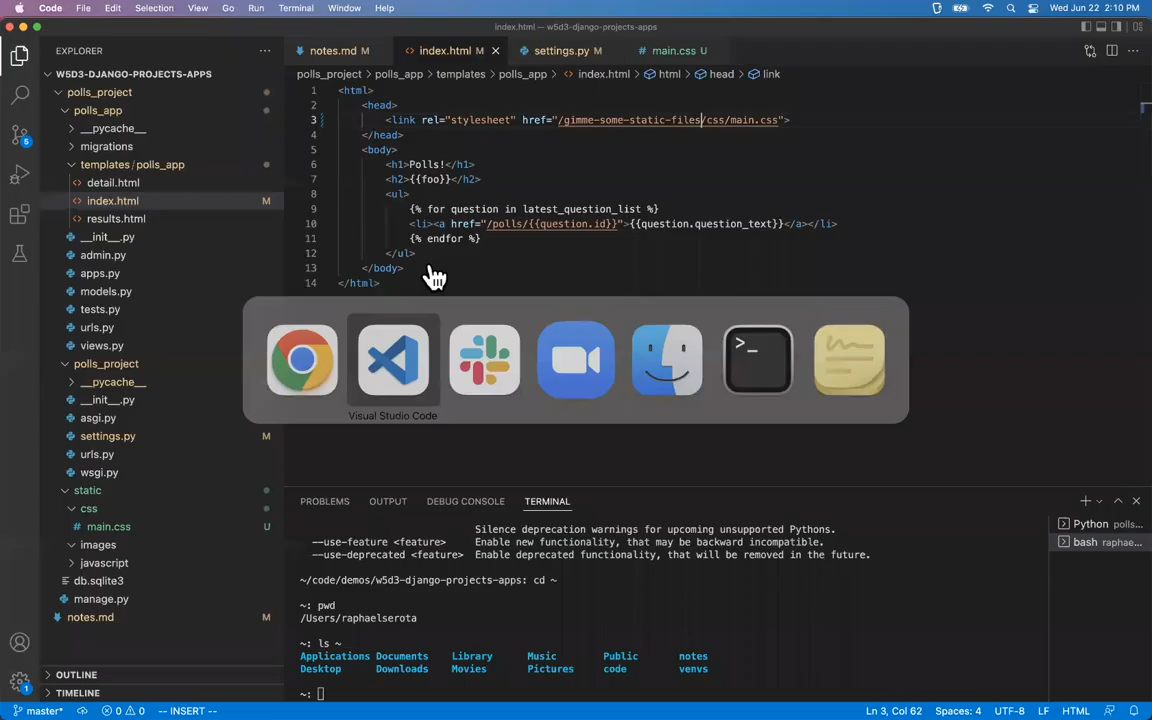 Code File Edit Selection View Go Run Terminal Window Help Wed Jun 22 2:10 PM
index.html — w5d3-django-projects-apps
EXPLORER
notes.md M index.html M settings.py M main.css U
polls_project > polls_app > templates > polls_app > index.html > html > head > link
W5D3-DJANGO-PROJECTS-APPS
polls_project
polls_app
__pycache__
migrations
templates / polls_app
detail.html
index.html M
results.html
__init__.py
admin.py
apps.py
models.py
tests.py
urls.py
views.py
polls_project
__pycache__
__init__.py
asgi.py
settings.py M
urls.py
wsgi.py
static
css
main.css U
images
javascript
db.sqlite3
manage.py
notes.md M
OUTLINE
TIMELINE
5
1
1 <html>
2 <head>
3 <link rel="stylesheet" href="/gimme-some-static-files/css/main.css">
4 </head>
5 <body>
6 <h1>Polls!</h1>
7 <h2>{{foo}}</h2>
8 <ul>
9 {% for question in latest_question_list %}
10 <li><a href="/polls/{{question.id}}">{{question.question_text}}</a></li>
11 {% endfor %}
12 </ul>
13 </body>
14 </html>
>_
Visual Studio Code
PROBLEMS OUTPUT DEBUG CONSOLE TERMINAL
Silence deprecation warnings for upcoming unsupported Pythons.
--use-feature <feature> Enable new functionality, that may be backward incompatible.
--use-deprecated <feature> Enable deprecated functionality, that will be removed in the future.
~/code/demos/w5d3-django-projects-apps: cd ~
~: pwd
/Users/raphaelserota
~: ls ~
Applications Documents Library Music Public notes
Desktop Downloads Movies Pictures code venvs
~:
Python polls...
bash raphae...
master* 0 0 -- INSERT -- Ln 3, Col 62 Spaces: 4 UTF-8 LF HTML